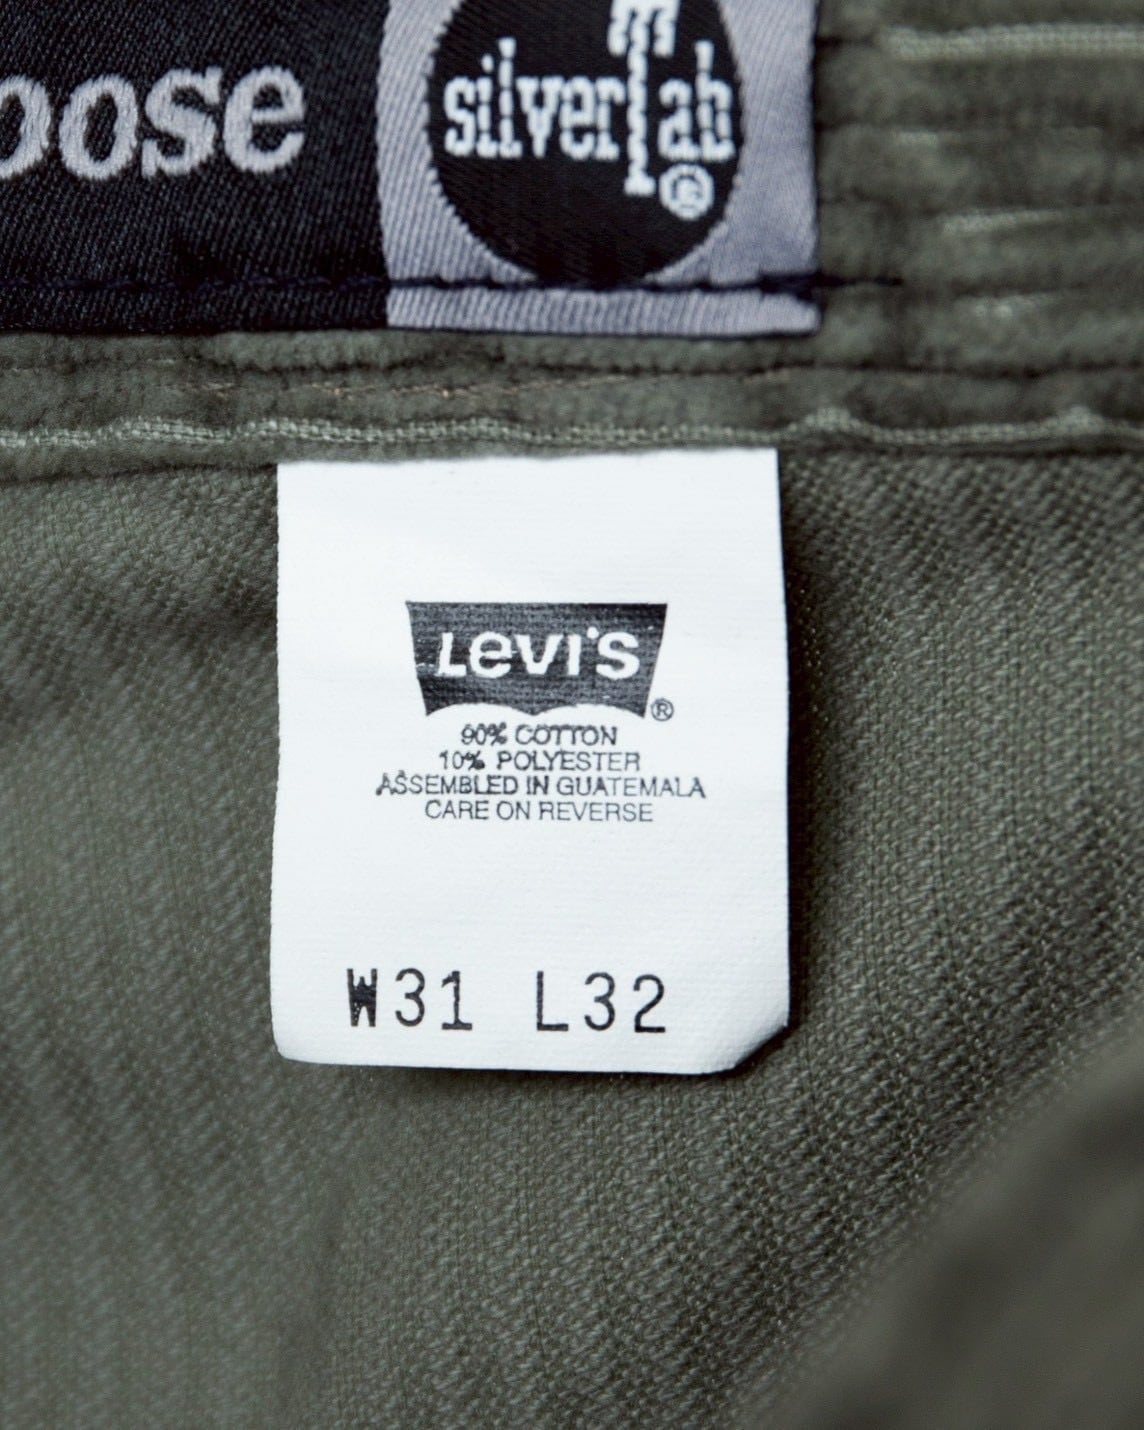 oose
silverTab®
LEVI'S®
90% COTTON
10% POLYESTER
ASSEMBLED IN GUATEMALA
CARE ON REVERSE
W31 L32